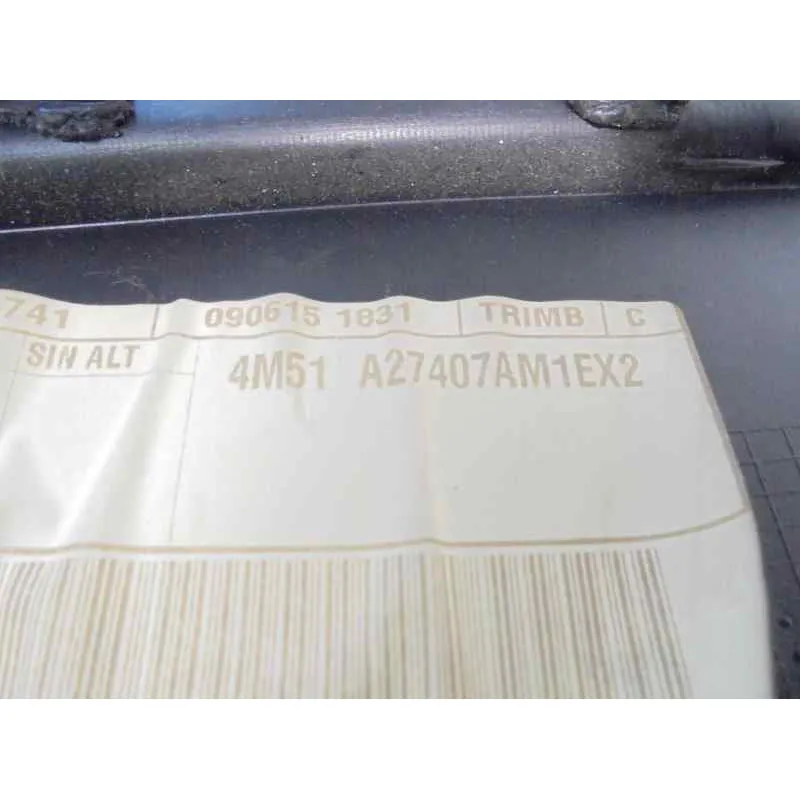 741 090615 1831 TRIMB C
SIN ALT 4M51 A27407AM1EX2